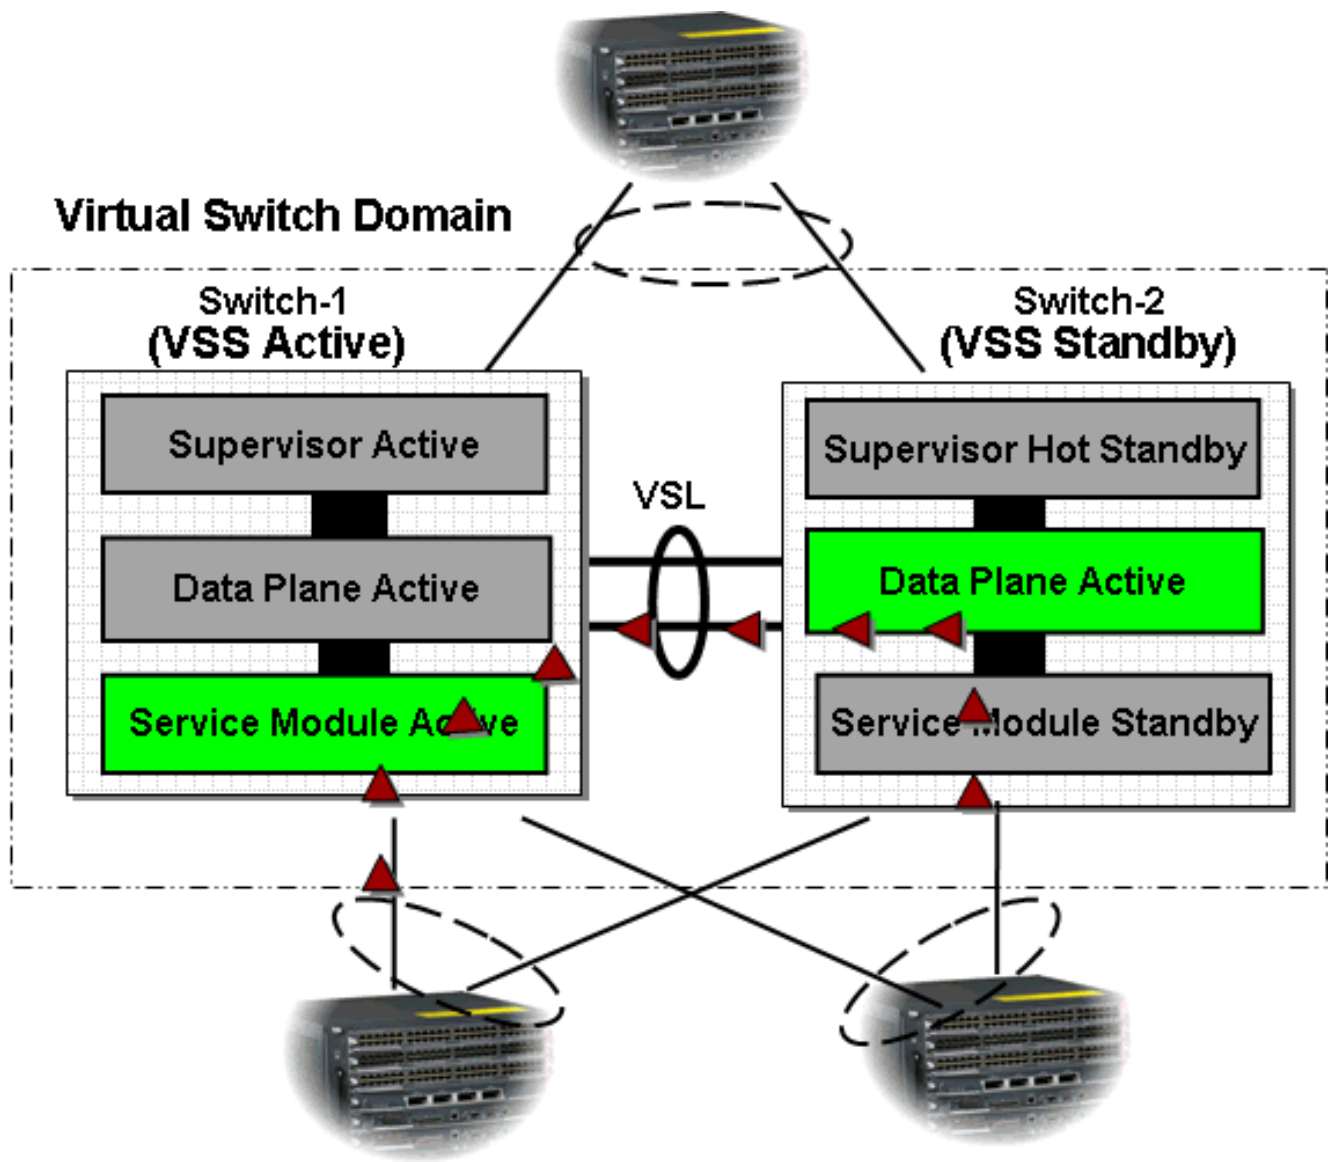 Virtual Switch Domain
Switch-1
(VSS Active)
Switch-2
(VSS Standby)
Supervisor Active
Data Plane Active
Service Module Active
VSL
Supervisor Hot Standby
Data Plane Active
Service Module Standby